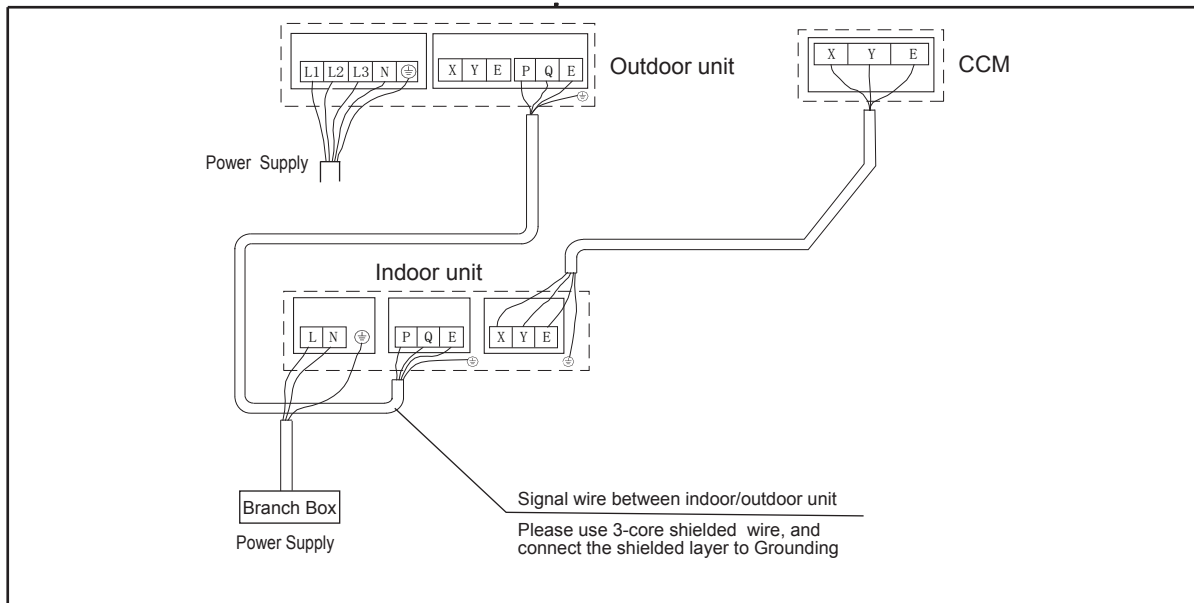 L1 L2 L3 N
X Y E P Q E
Outdoor unit
X Y E
CCM
Power Supply
Indoor unit
L N
P Q E
X Y E
Branch Box
Power Supply
Signal wire between indoor/outdoor unit
Please use 3-core shielded wire, and
connect the shielded layer to Grounding